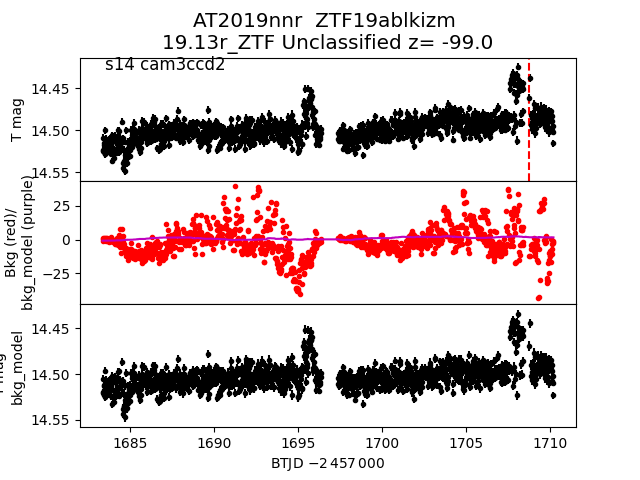 AT2019nnr ZTF19ablkizm
19.13r_ZTF Unclassified z= -99.0
s14 cam3ccd2
T mag
14.45
14.50
14.55
Bkg (red)/
bkg_model (purple)
25
0
−25
mag
bkg_model
14.45
14.50
14.55
1685 1690 1695 1700 1705 1710
BTJD −2 457 000